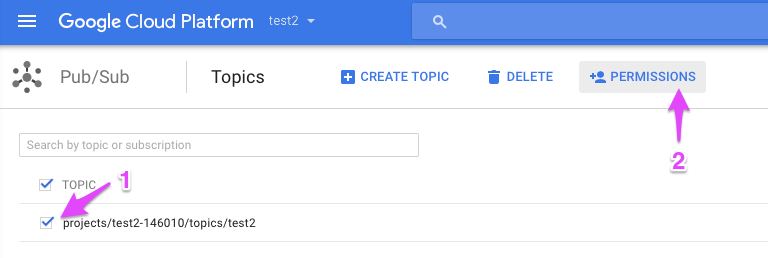 Google Cloud Platform test2
Pub/Sub Topics CREATE TOPIC DELETE PERMISSIONS
2
Search by topic or subscription
TOPIC 1
projects/test2-146010/topics/test2